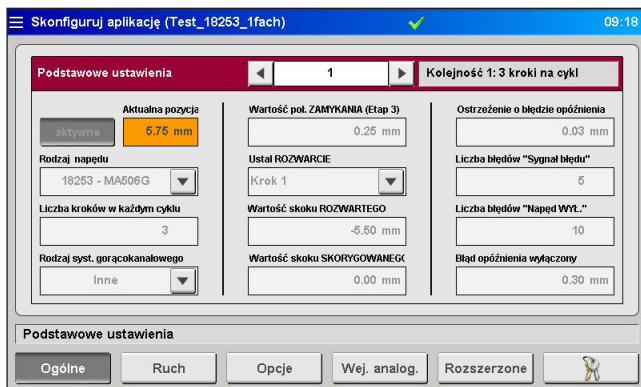 Skonfiguruj aplikację (Test_18253_1fach)
09:18
Podstawowe ustawienia
1
Kolejność 1: 3 kroki na cykl
Aktualna pozycja
aktywne
5.75 mm
Rodzaj napędu
18253 - MA506G
Liczba kroków w każdym cyklu
3
Rodzaj syst. gorącokanałowego
Inne
Wartość poł. ZAMYKANIA (Etap 3)
0.25 mm
Ustal ROZWARCIE
Krok 1
Wartość skoku ROZWARTEGO
-5.50 mm
Wartość skoku SKORYGOWANEGO
0.00 mm
Ostrzeżenie o błędzie opóźnienia
0.03 mm
Liczba błędów "Sygnał błędu"
5
Liczba błędów "Napęd WYŁ.."
10
Błąd opóźnienia wyłączony
0.30 mm
Podstawowe ustawienia
Ogólne
Ruch
Opcje
Wej. analog.
Rozszerzone